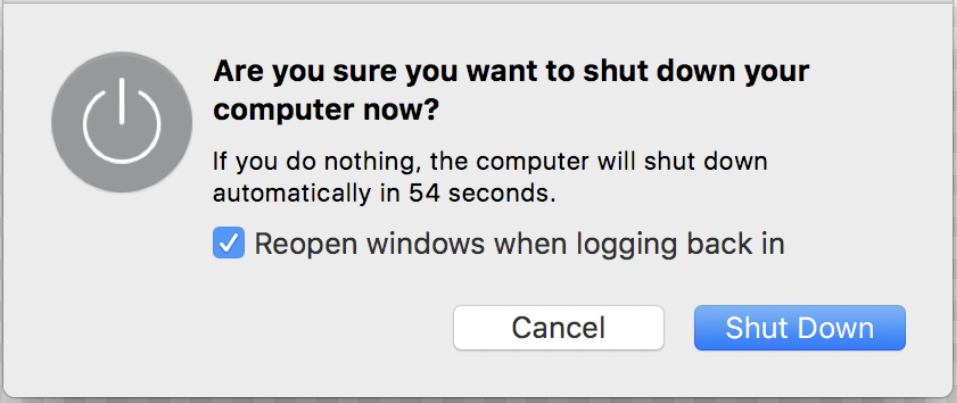 Are you sure you want to shut down your
computer now?
If you do nothing, the computer will shut down
automatically in 54 seconds.
Reopen windows when logging back in
Cancel
Shut Down